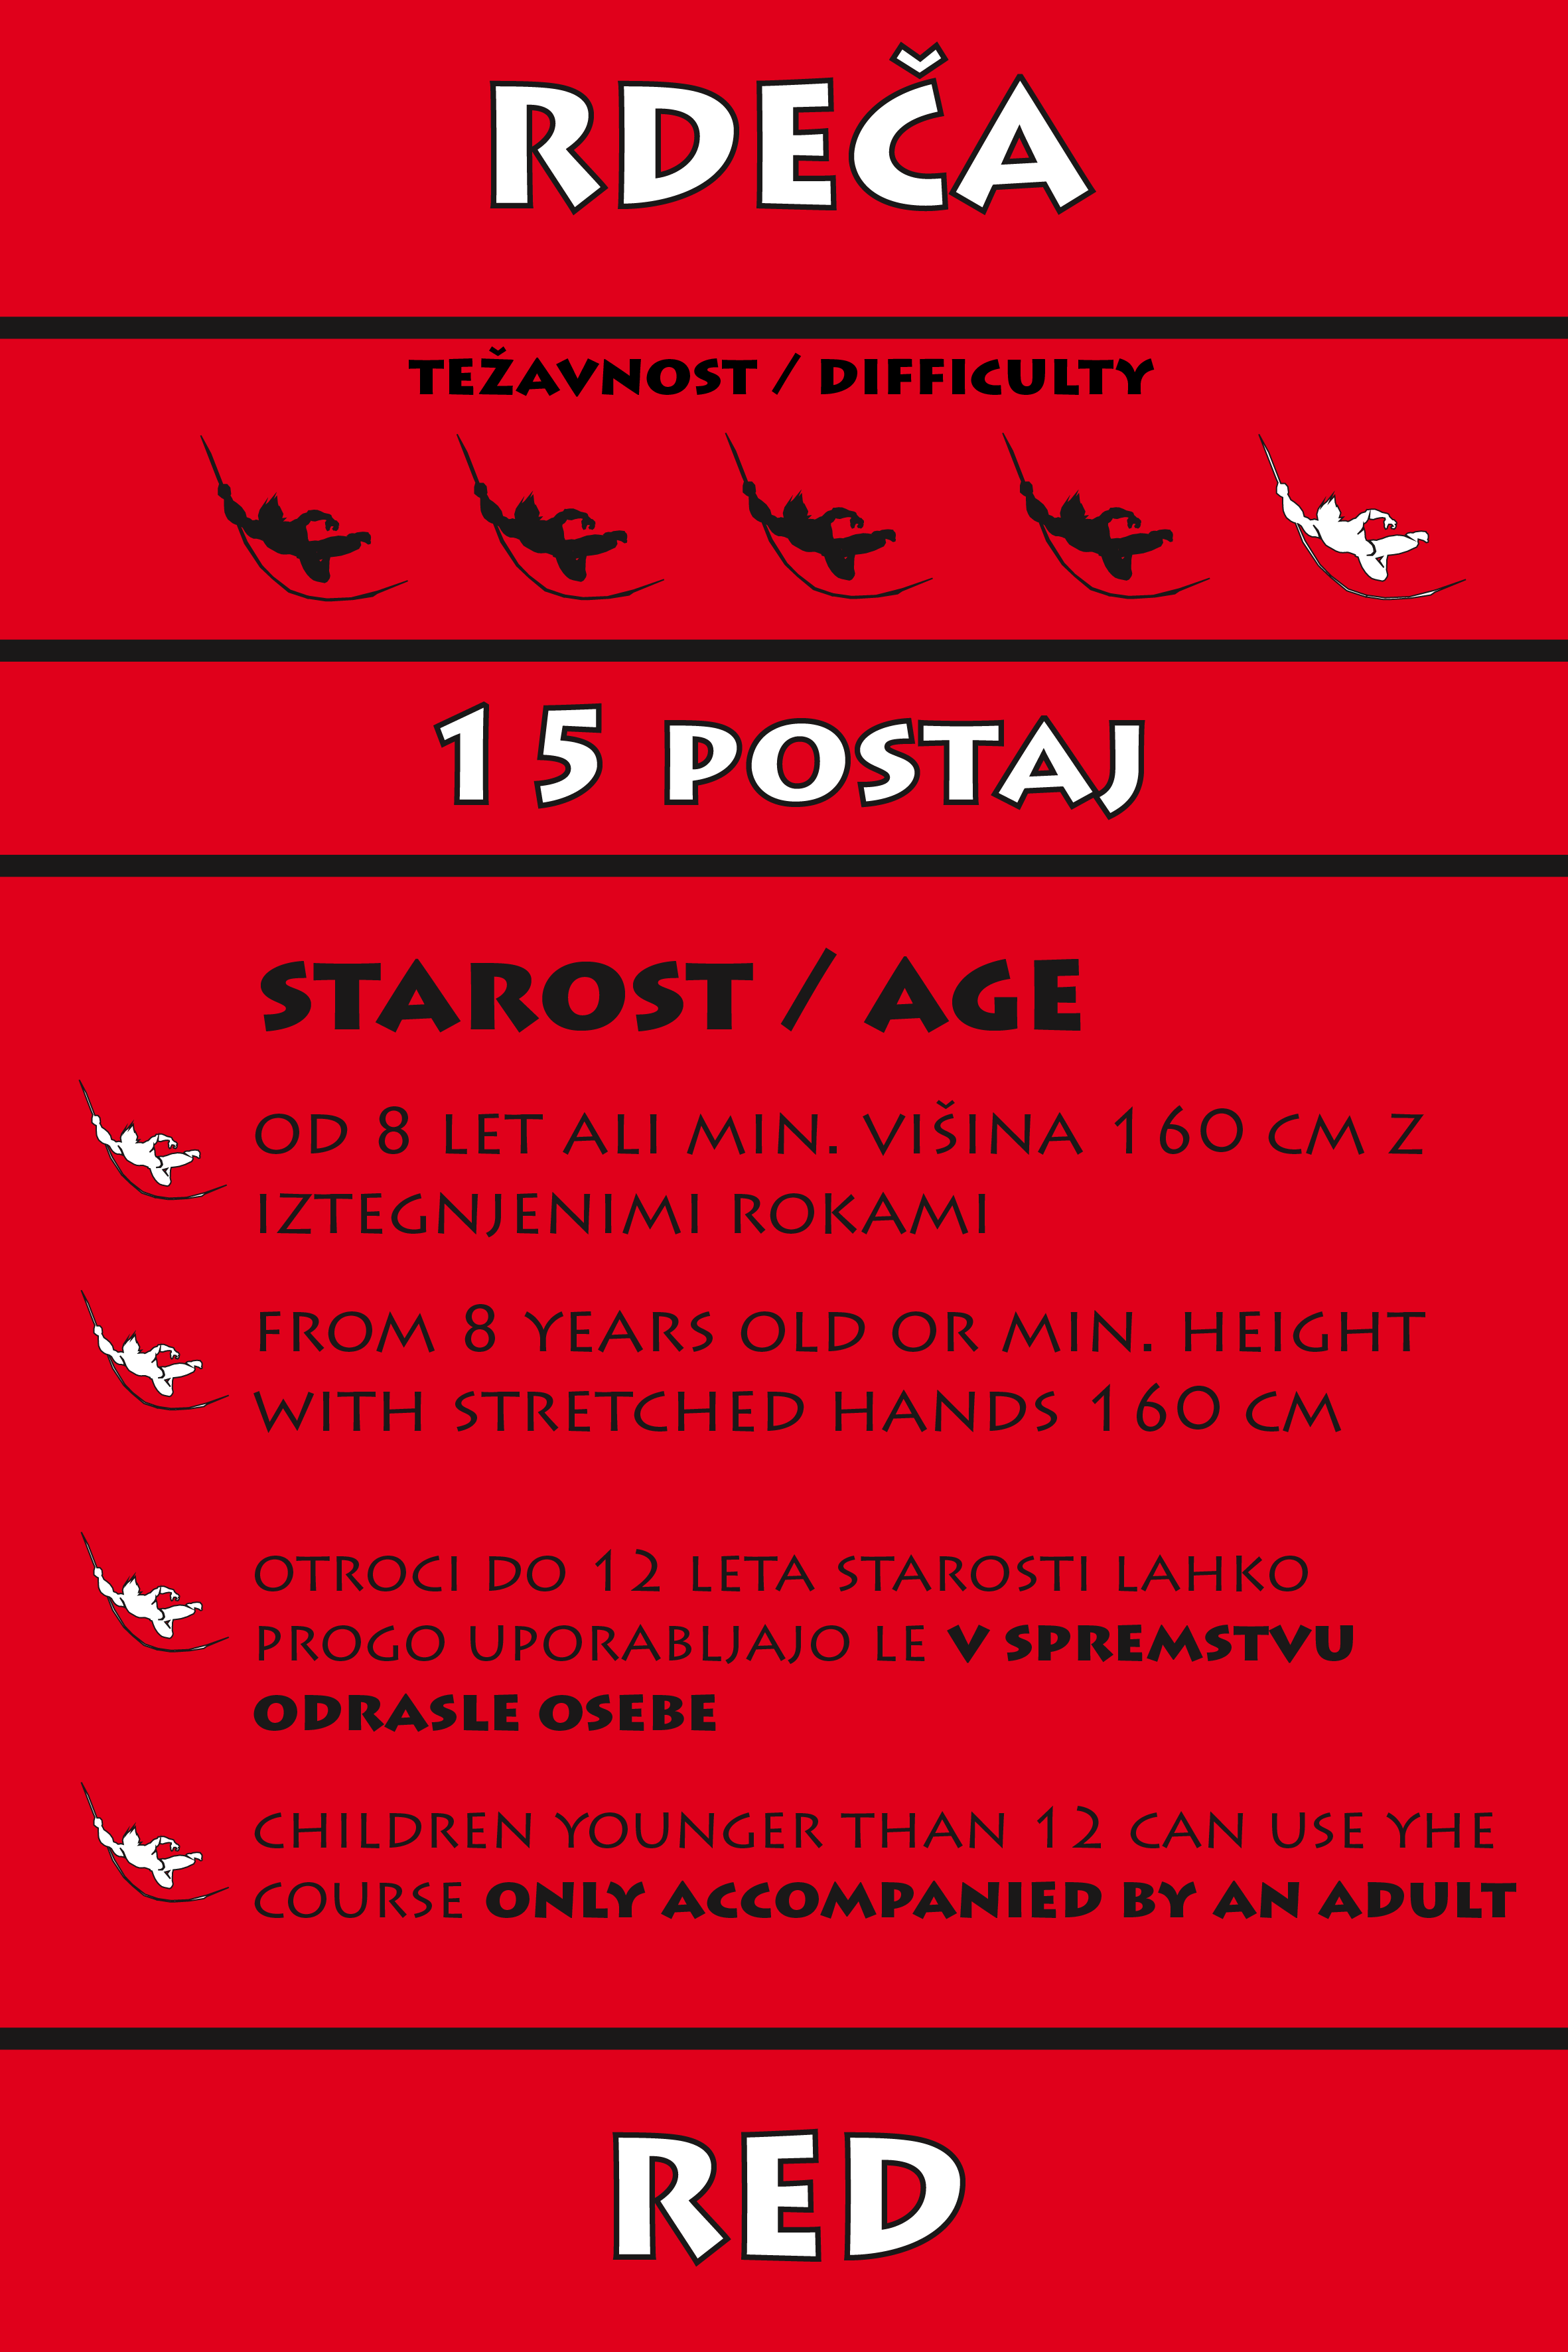 RDEČA
TEŽAVNOST / DIFFICULTY
15 POSTAJ
STAROST / AGE
OD 8 LET ALI MIN. VIŠINA 160 CM Z
IZTEGNJENIMI ROKAMI
FROM 8 YEARS OLD OR MIN. HEIGHT
WITH STRETCHED HANDS 160 CM
OTROCI DO 12 LETA STAROSTI LAHKO
PROGO UPORABLJAJO LE V SPREMSTVU
ODRASLE OSEBE
CHILDREN YOUNGER THAN 12 CAN USE YHE
COURSE ONLY ACCOMPANIED BY AN ADULT
RED